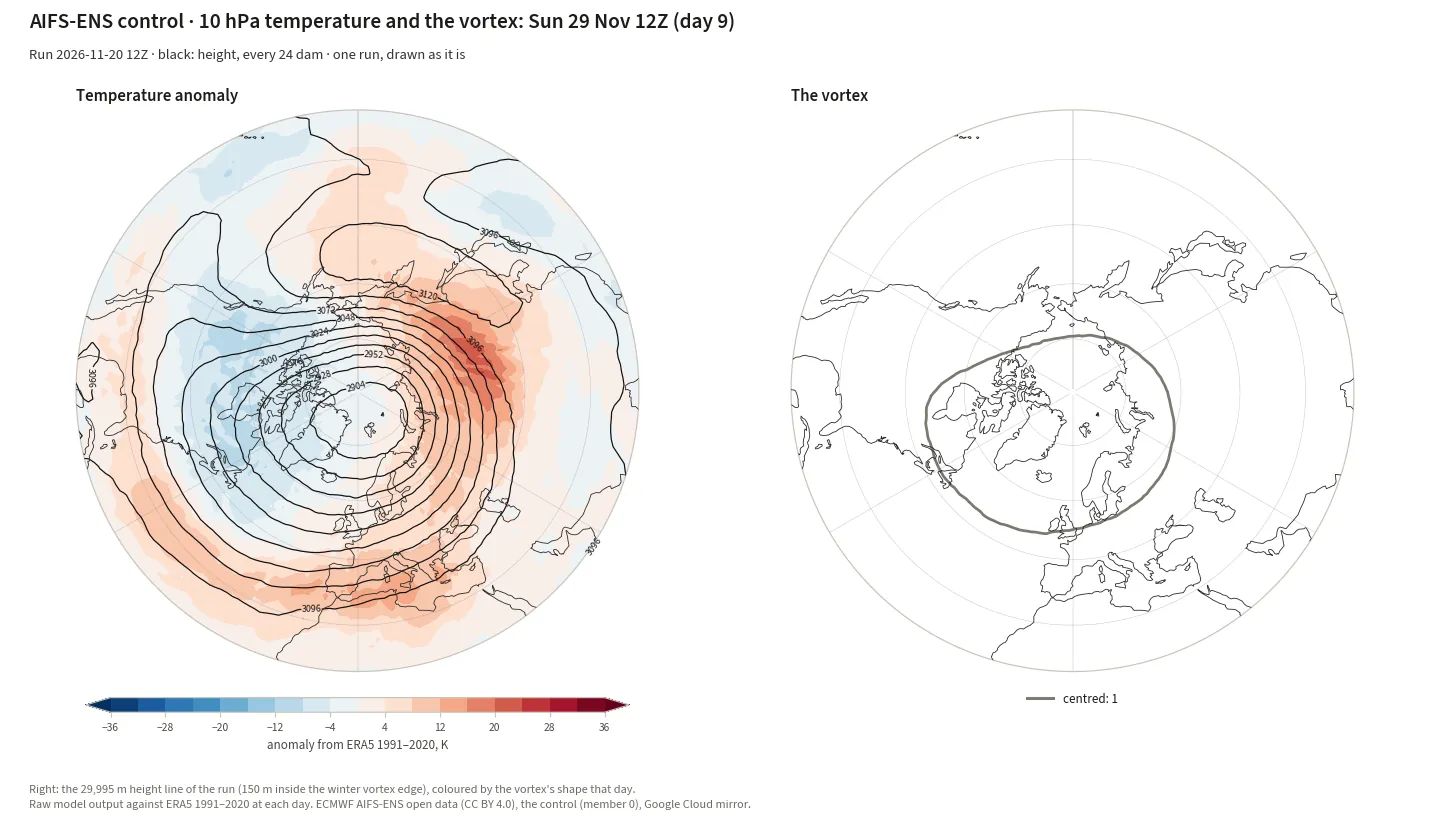 AIFS-ENS control · 10 hPa temperature and the vortex: Sun 29 Nov 12Z (day 9)
Run 2026-11-20 12Z · black: height, every 24 dam · one run, drawn as it is
Temperature anomaly
The vortex
3096
3120
3072
3048
3024
3096
2952
3000
2904
3096
3096
3096
centred: 1
−36 −28 −20 −12 −4 4 12 20 28 36
anomaly from ERA5 1991–2020, K
Right: the 29,995 m height line of the run (150 m inside the winter vortex edge), coloured by the vortex's shape that day.
Raw model output against ERA5 1991–2020 at each day. ECMWF AIFS-ENS open data (CC BY 4.0), the control (member 0), Google Cloud mirror.